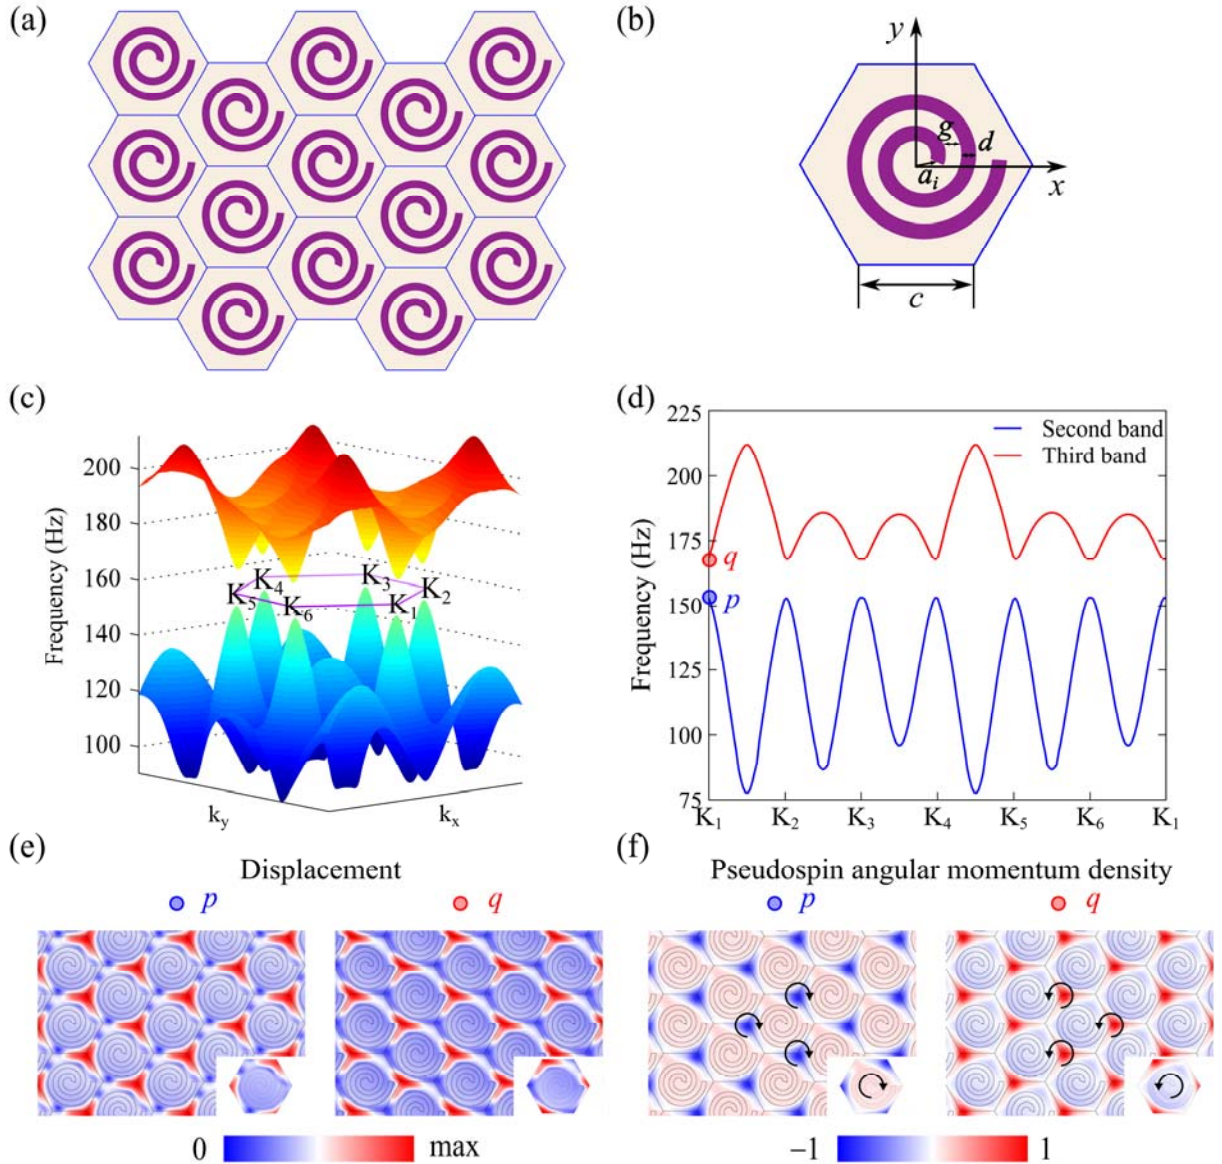 (a)
(b)
y
g
d
a_i
x
c
(c)
Frequency (Hz)
200
180
160
140
120
100
K₄
K₃
K₅
K₂
K₆
K₁
k_y
k_x
(d)
Frequency (Hz)
225
200
175
150
125
100
75
Second band
Third band
q
p
K₁ K₂ K₃ K₄ K₅ K₆ K₁
(e)
Displacement
p q
0 max
(f)
Pseudospin angular momentum density
p q
−1 1